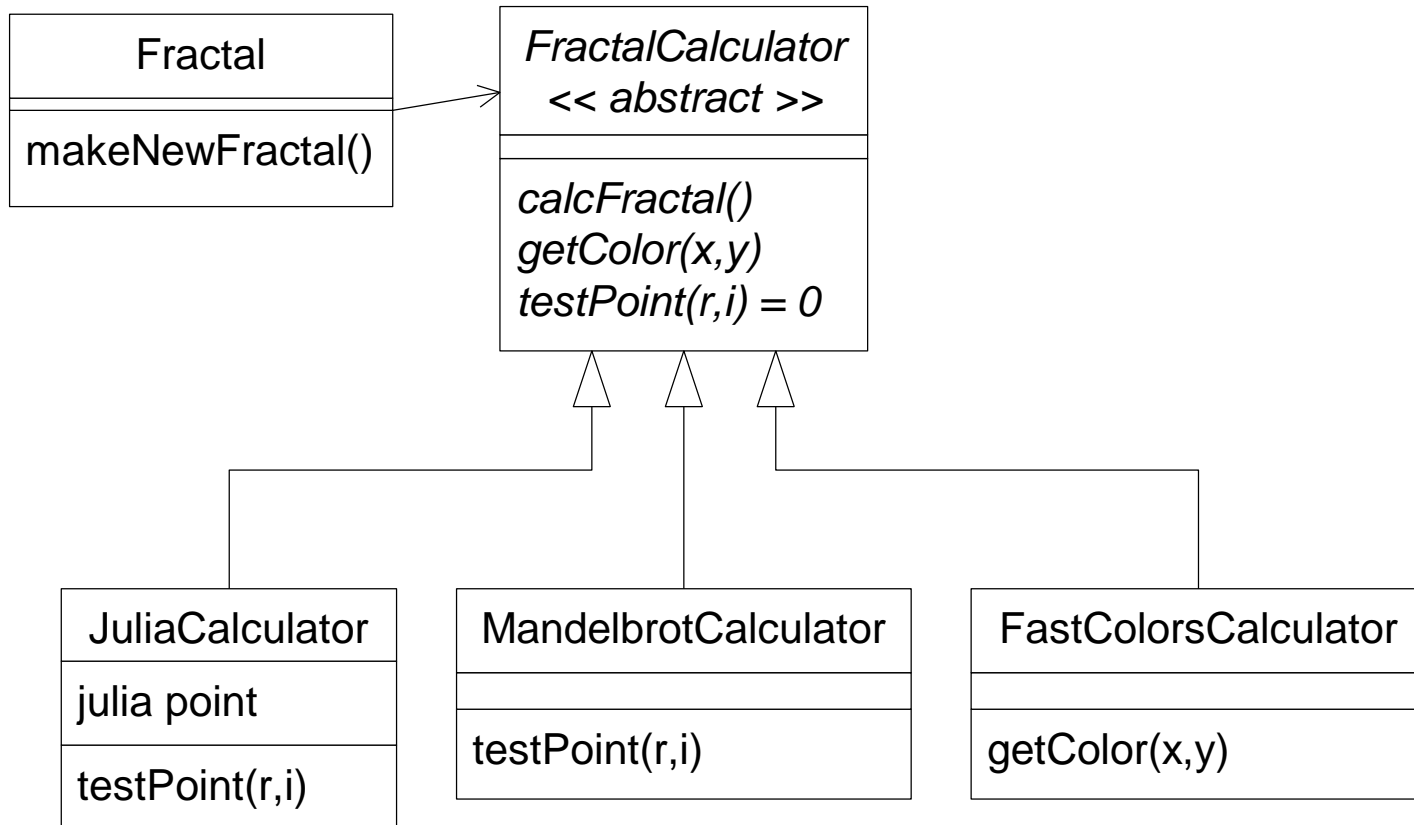 Fractal
makeNewFractal()
FractalCalculator
<< abstract >>
calcFractal()
getColor(x,y)
testPoint(r,i) = 0
JuliaCalculator
julia point
testPoint(r,i)
MandelbrotCalculator
testPoint(r,i)
FastColorsCalculator
getColor(x,y)